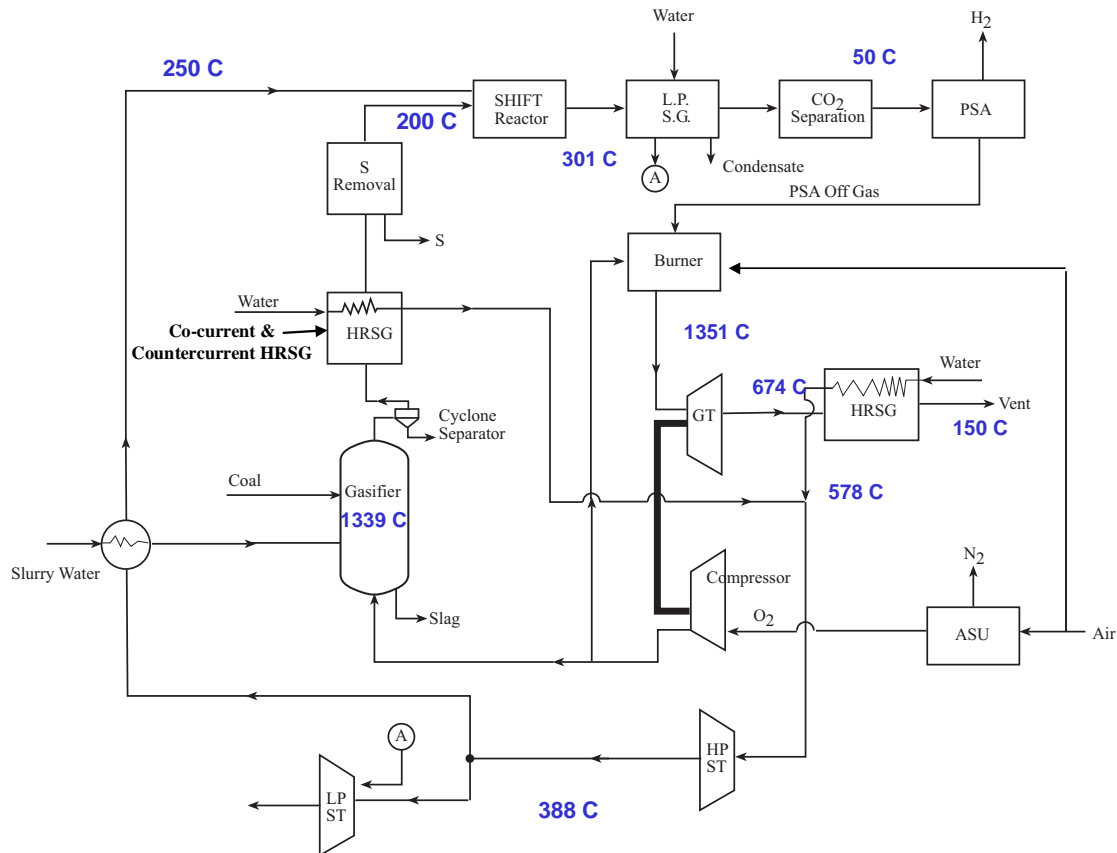 Water
H2
250 C
50 C
SHIFT
Reactor
L.P.
S.G.
CO2
Separation
PSA
200 C
301 C
A
Condensate
S
Removal
PSA Off Gas
S
Burner
Water
HRSG
Co-current &
Countercurrent HRSG
1351 C
674 C
Water
HRSG
Vent
150 C
GT
Cyclone
Separator
Coal
Gasifier
1339 C
578 C
Slurry Water
Compressor
N2
O2
ASU
Air
Slag
A
HP
ST
LP
ST
388 C